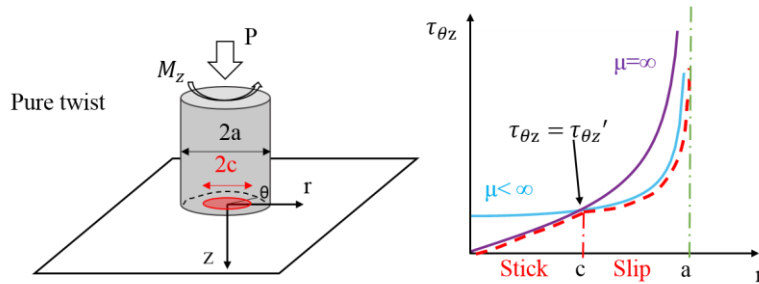 P
M_z
Pure twist
2a
2c
θ
r
z
τ_θz
μ=∞
τ_θz = τ_θz′
μ<∞
Stick c Slip a r